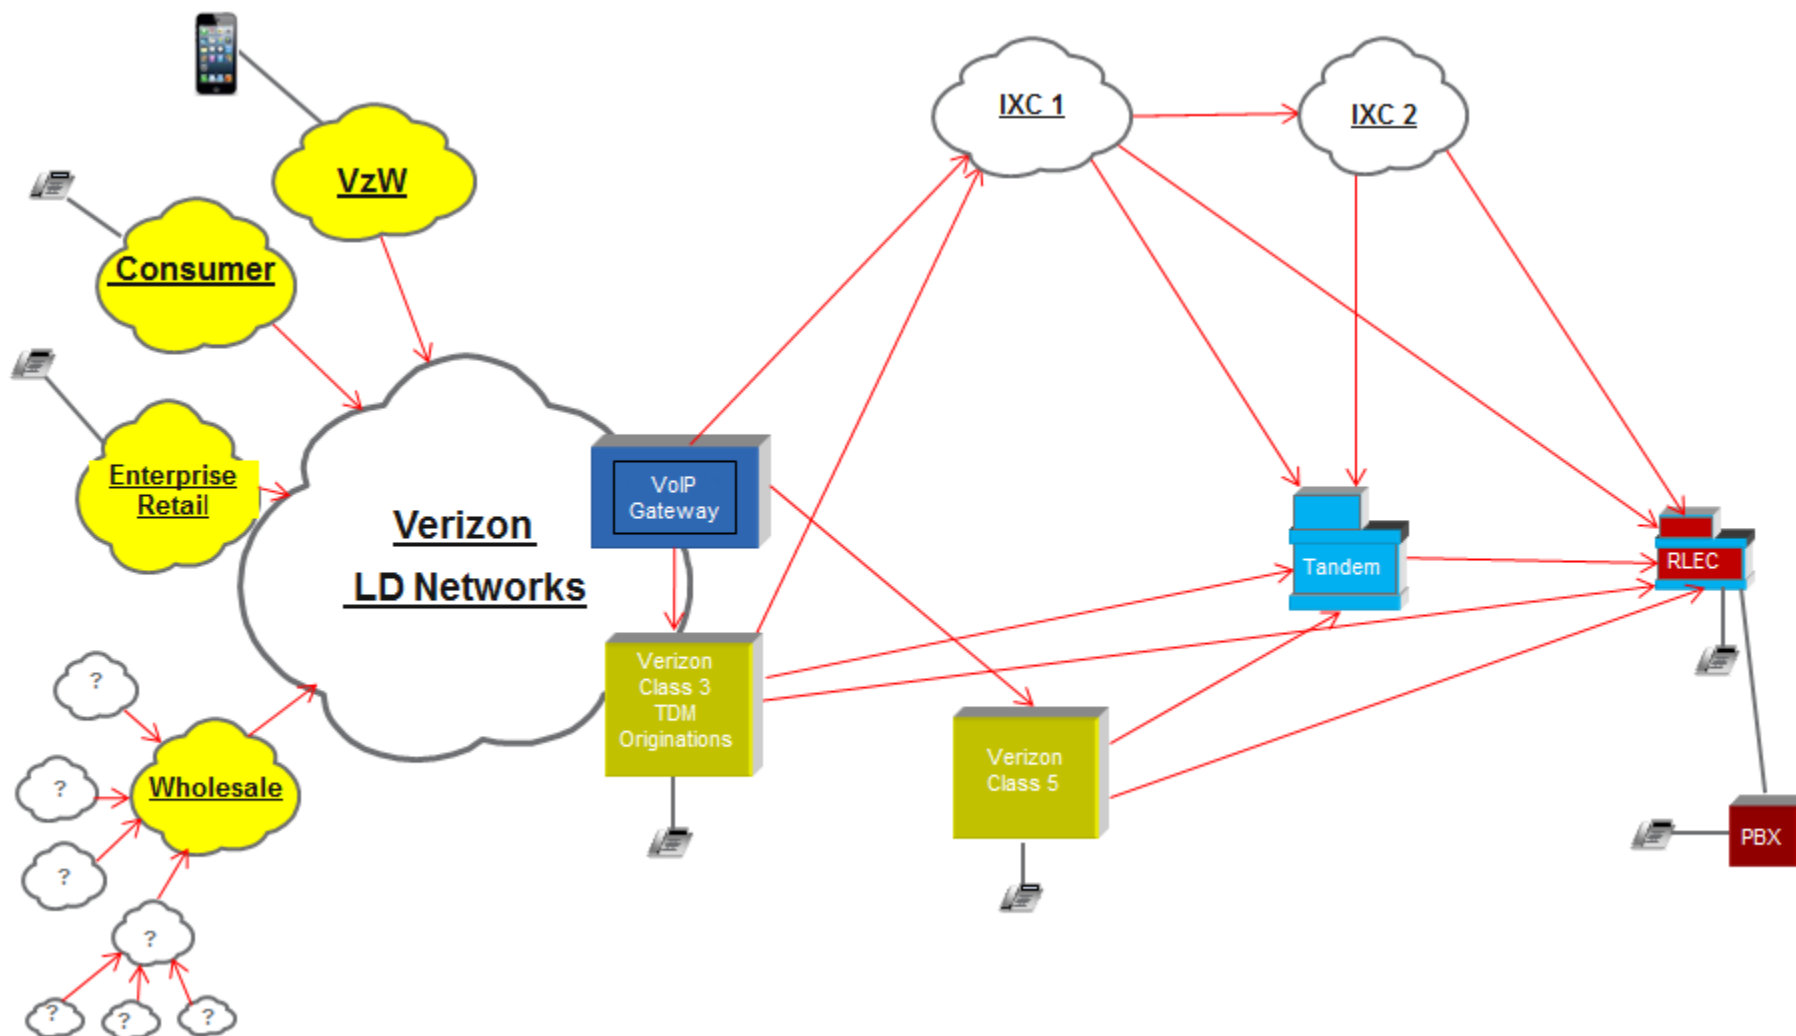 IXC 1
IXC 2
VzW
Consumer
Enterprise
Retail
Verizon
LD Networks
VoIP
Gateway
Tandem
RLEC
Verizon
Class 3
TDM
Originations
Verizon
Class 5
?
Wholesale
?
?
?
?
?
?
PBX